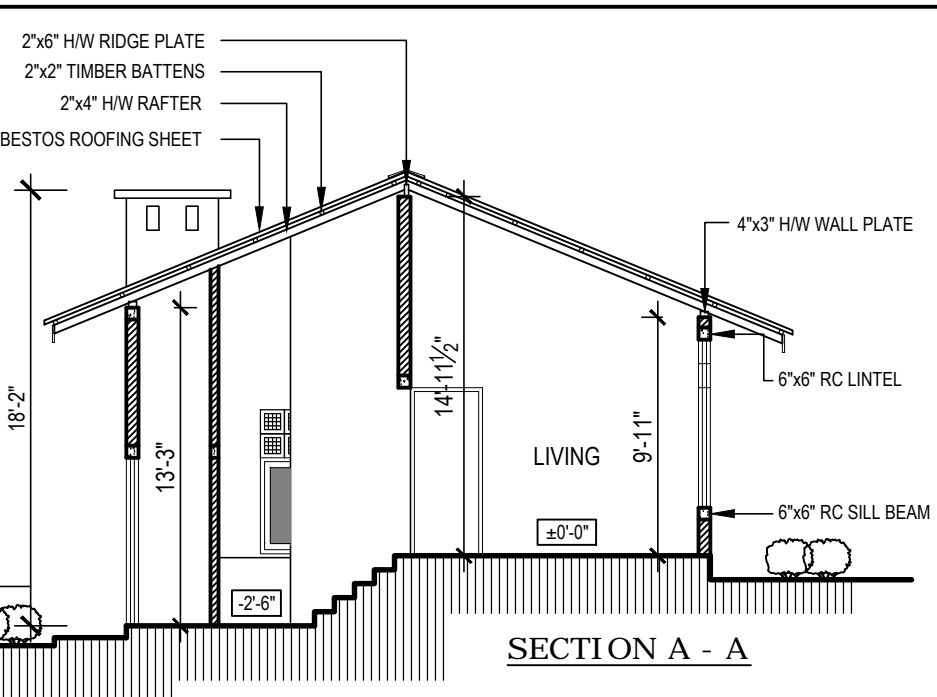 2"x6" H/W RIDGE PLATE
2"x2" TIMBER BATTENS
2"x4" H/W RAFTER
BESTOS ROOFING SHEET
4"x3" H/W WALL PLATE
6"x6" RC LINTEL
18'-2"
13'-3"
14'-11½"
9'-11"
LIVING
6"x6" RC SILL BEAM
±0'-0"
-2'-6"
SECTION A - A